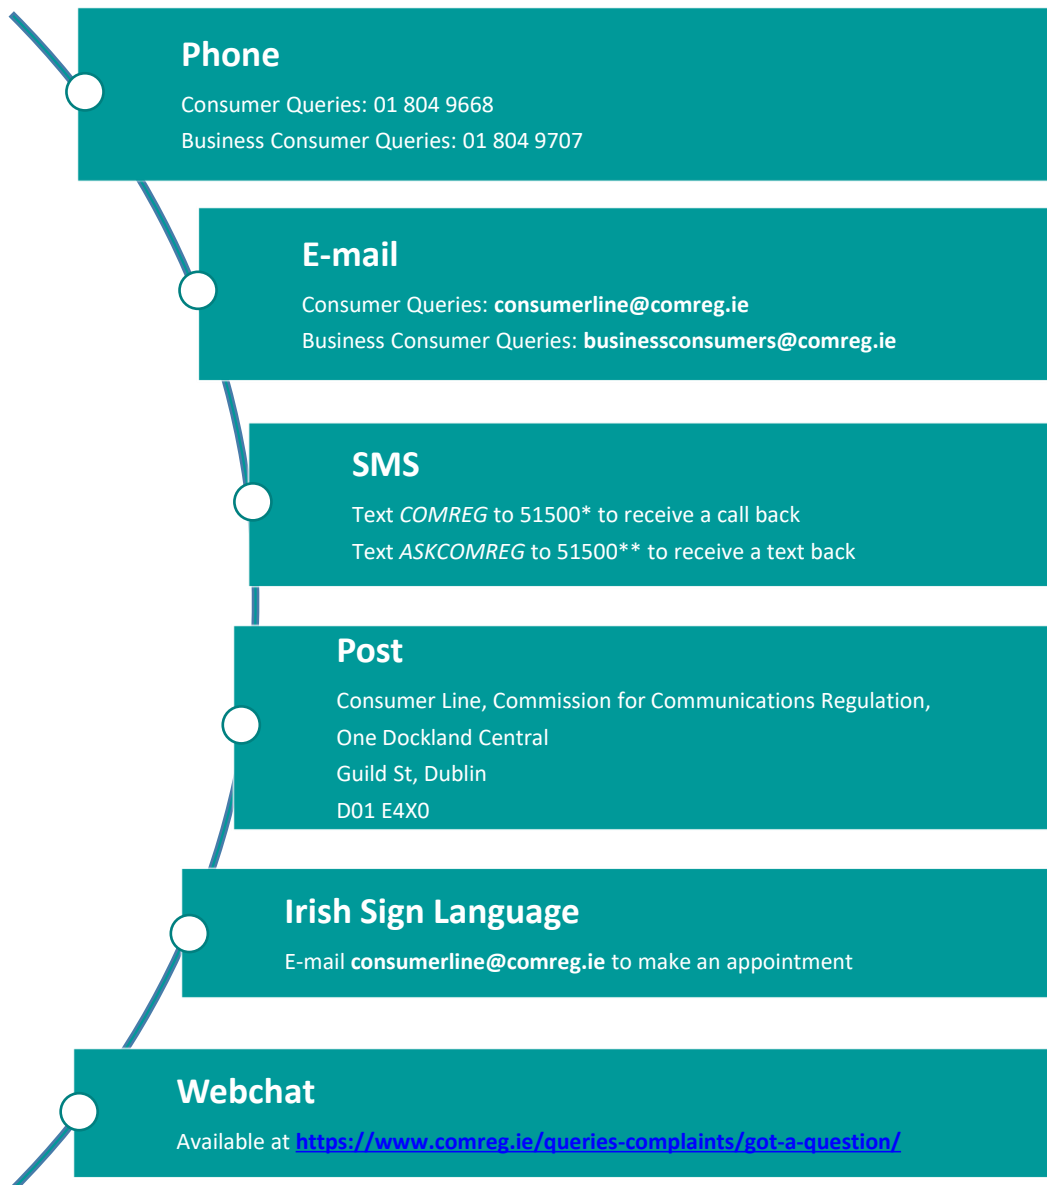 Phone
Consumer Queries: 01 804 9668
Business Consumer Queries: 01 804 9707
E-mail
Consumer Queries: consumerline@comreg.ie
Business Consumer Queries: businessconsumers@comreg.ie
SMS
Text COMREG to 51500* to receive a call back
Text ASKCOMREG to 51500** to receive a text back
Post
Consumer Line, Commission for Communications Regulation,
One Dockland Central
Guild St, Dublin
D01 E4X0
Irish Sign Language
E-mail consumerline@comreg.ie to make an appointment
Webchat
Available at https://www.comreg.ie/queries-complaints/got-a-question/